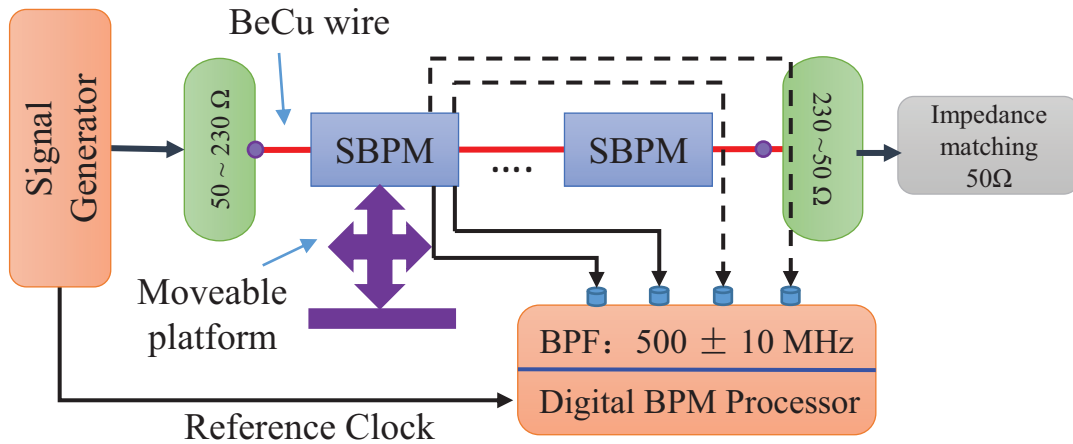 BeCu wire
Signal
Generator
50 ~ 230 Ω
SBPM
....
SBPM
230 ~50 Ω
Impedance
matching
50Ω
Moveable
platform
BPF：500 ± 10 MHz
Digital BPM Processor
Reference Clock